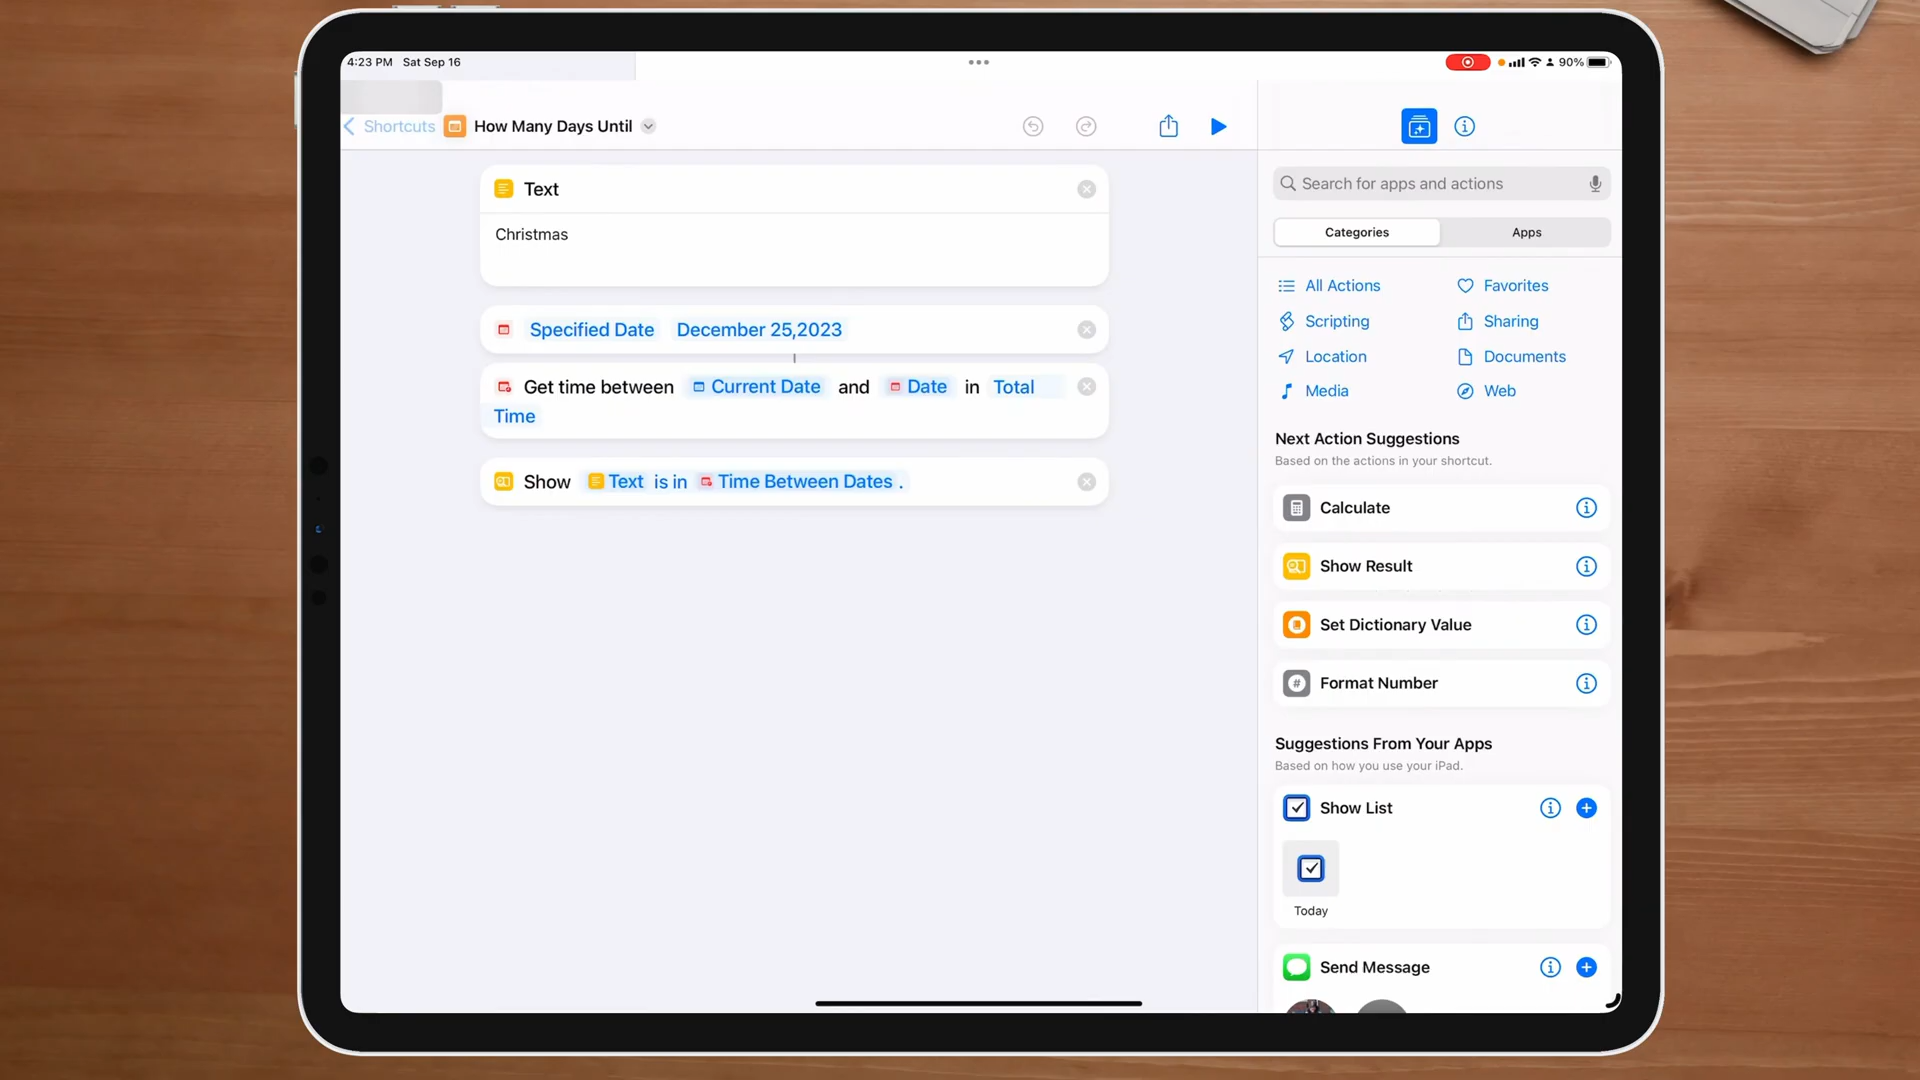 4:23 PM Sat Sep 16
90%
Shortcuts How Many Days Until
Text
Christmas
Specified Date December 25,2023
Get time between Current Date and Date in Total
Time
Show Text is in Time Between Dates .
Search for apps and actions
Categories Apps
All Actions Favorites
Scripting Sharing
Location Documents
Media Web
Next Action Suggestions
Based on the actions in your shortcut.
Calculate
Show Result
Set Dictionary Value
Format Number
Suggestions From Your Apps
Based on how you use your iPad.
Show List
Today
Send Message